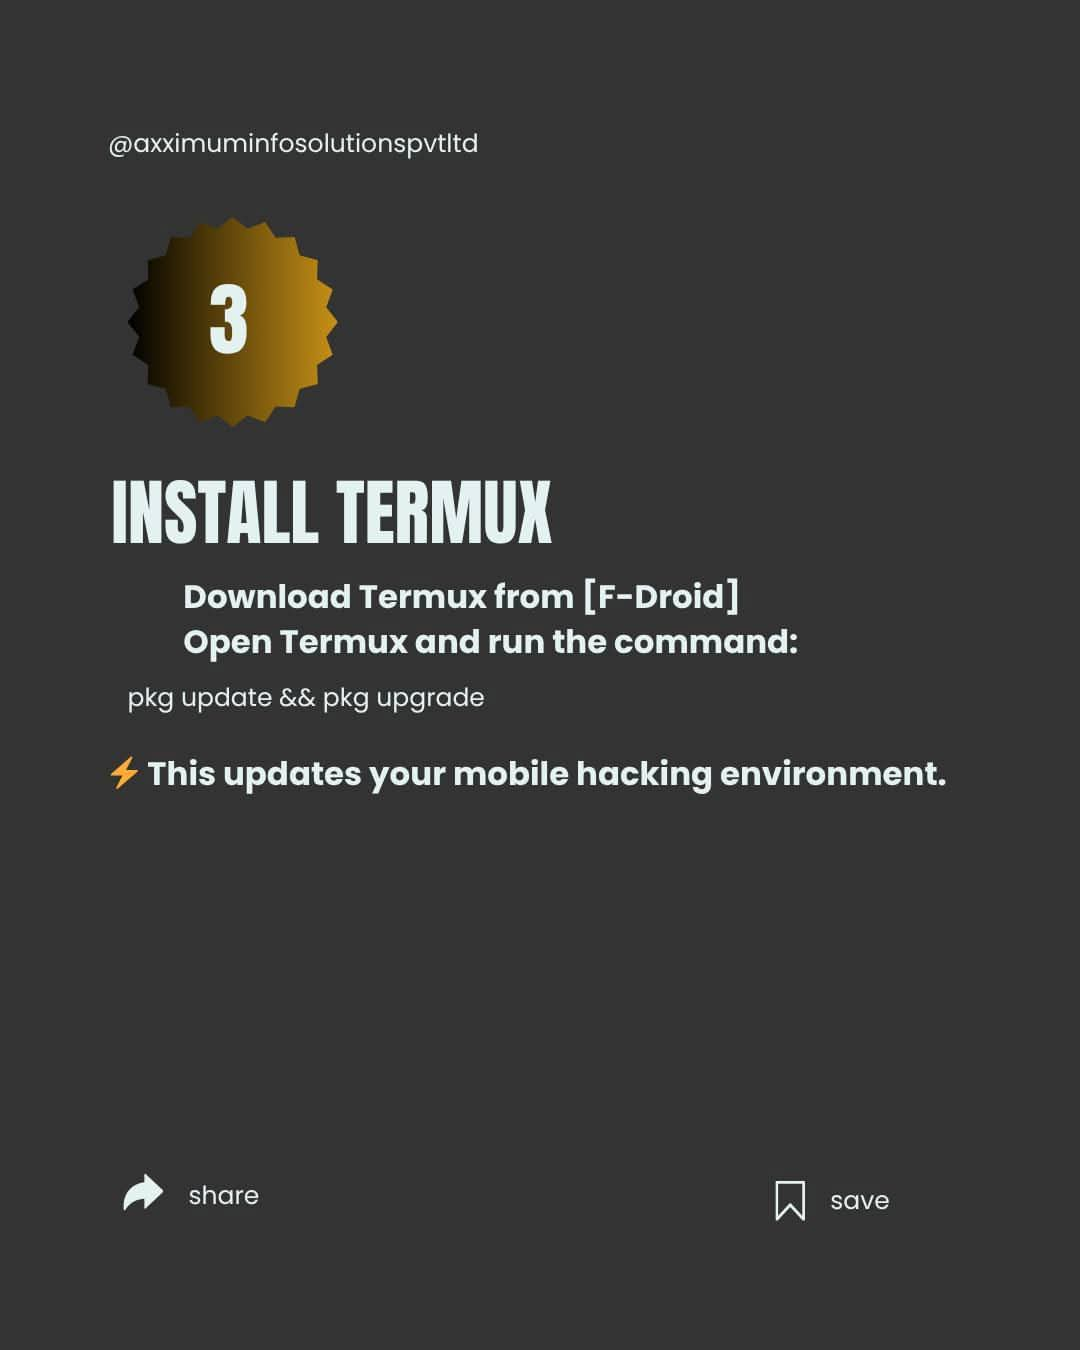 @axximuminfosolutionspvtltd
3
INSTALL TERMUX
Download Termux from [F-Droid]
Open Termux and run the command:
pkg update && pkg upgrade
⚡ This updates your mobile hacking environment.
share
save